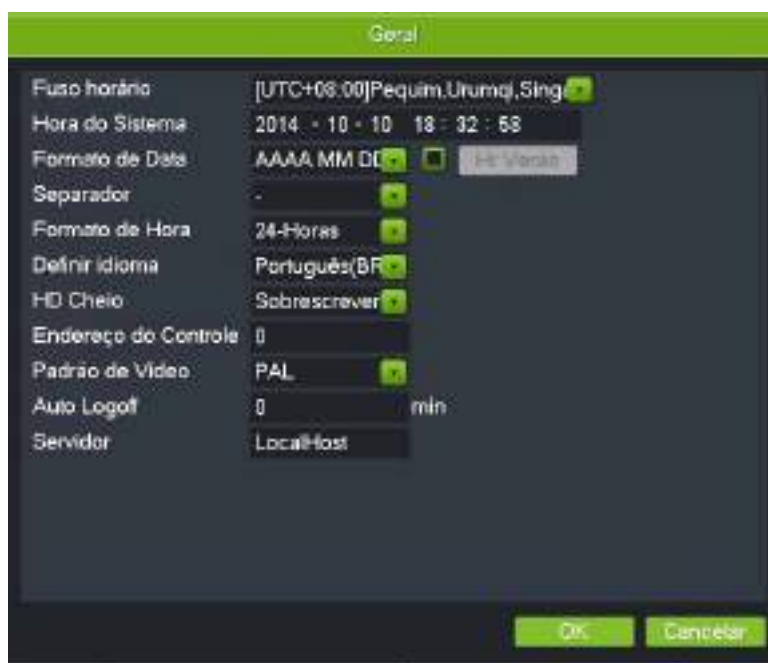 Geral
Fuso horário [UTC+08:00]Pequim,Urumqi,Sing
Hora do Sistema 2014 - 10 - 10 18 : 32 : 58
Formato de Data AAAA MM DD Hr Verão
Separador -
Formato de Hora 24-Horas
Definir idioma Português(BR
HD Cheio Sobrescrever
Endereço do Controle 0
Padrão de Vídeo PAL
Auto Logoff 0 min
Servidor LocalHost
OK Cancelar